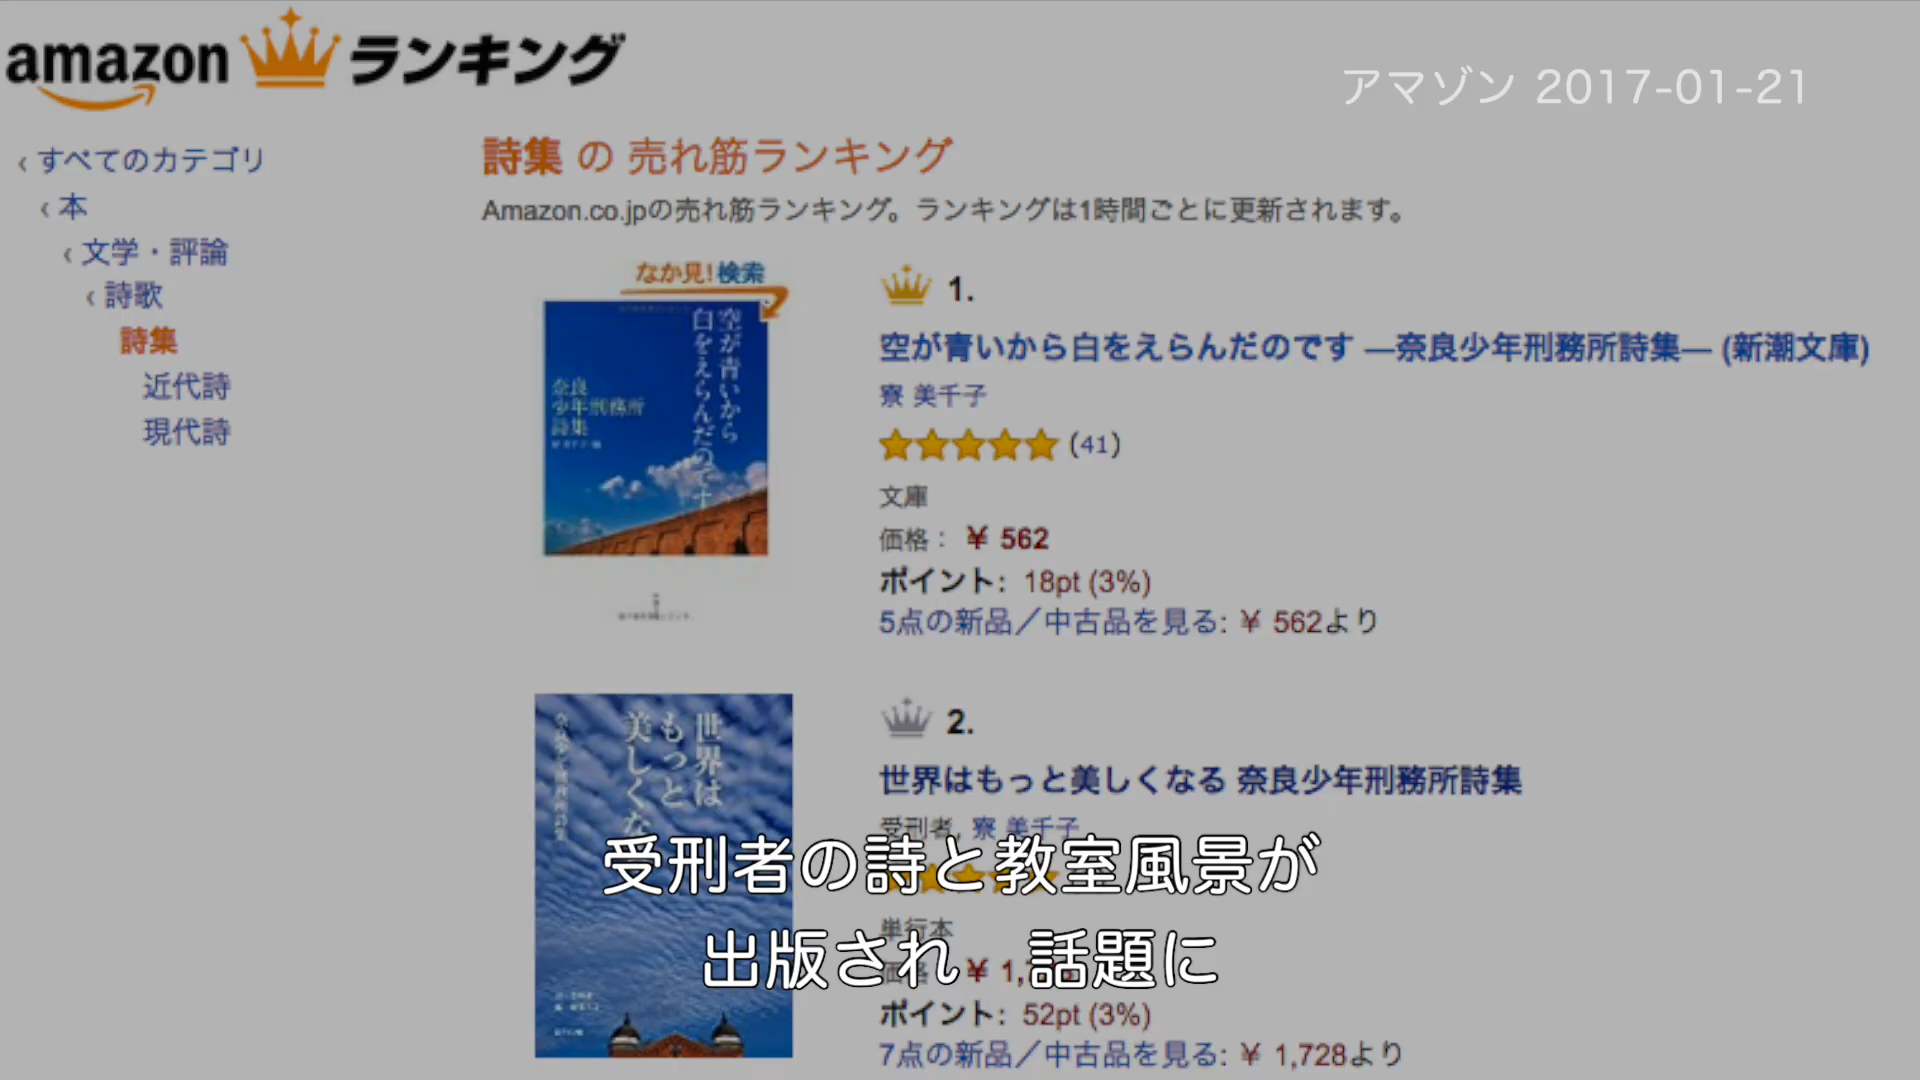 amazon ランキング
アマゾン 2017-01-21
‹ すべてのカテゴリ
‹ 本
‹ 文学・評論
‹ 詩歌
詩集
近代詩
現代詩
詩集 の 売れ筋ランキング
Amazon.co.jpの売れ筋ランキング。ランキングは1時間ごとに更新されます。
なか見!検索
空が青いから
白をえらんだのです
奈良
少年刑務所
詩集
1.
空が青いから白をえらんだのです ―奈良少年刑務所詩集― (新潮文庫)
寮 美千子
(41)
文庫
価格： ￥ 562
ポイント: 18pt (3%)
5点の新品／中古品を見る: ￥ 562より
世界は
もっと
美しくな
2.
世界はもっと美しくなる 奈良少年刑務所詩集
受刑者, 寮 美千子
単行本
ポイント: 52pt (3%)
7点の新品／中古品を見る: ￥ 1,728より
受刑者の詩と教室風景が
出版され 話題に